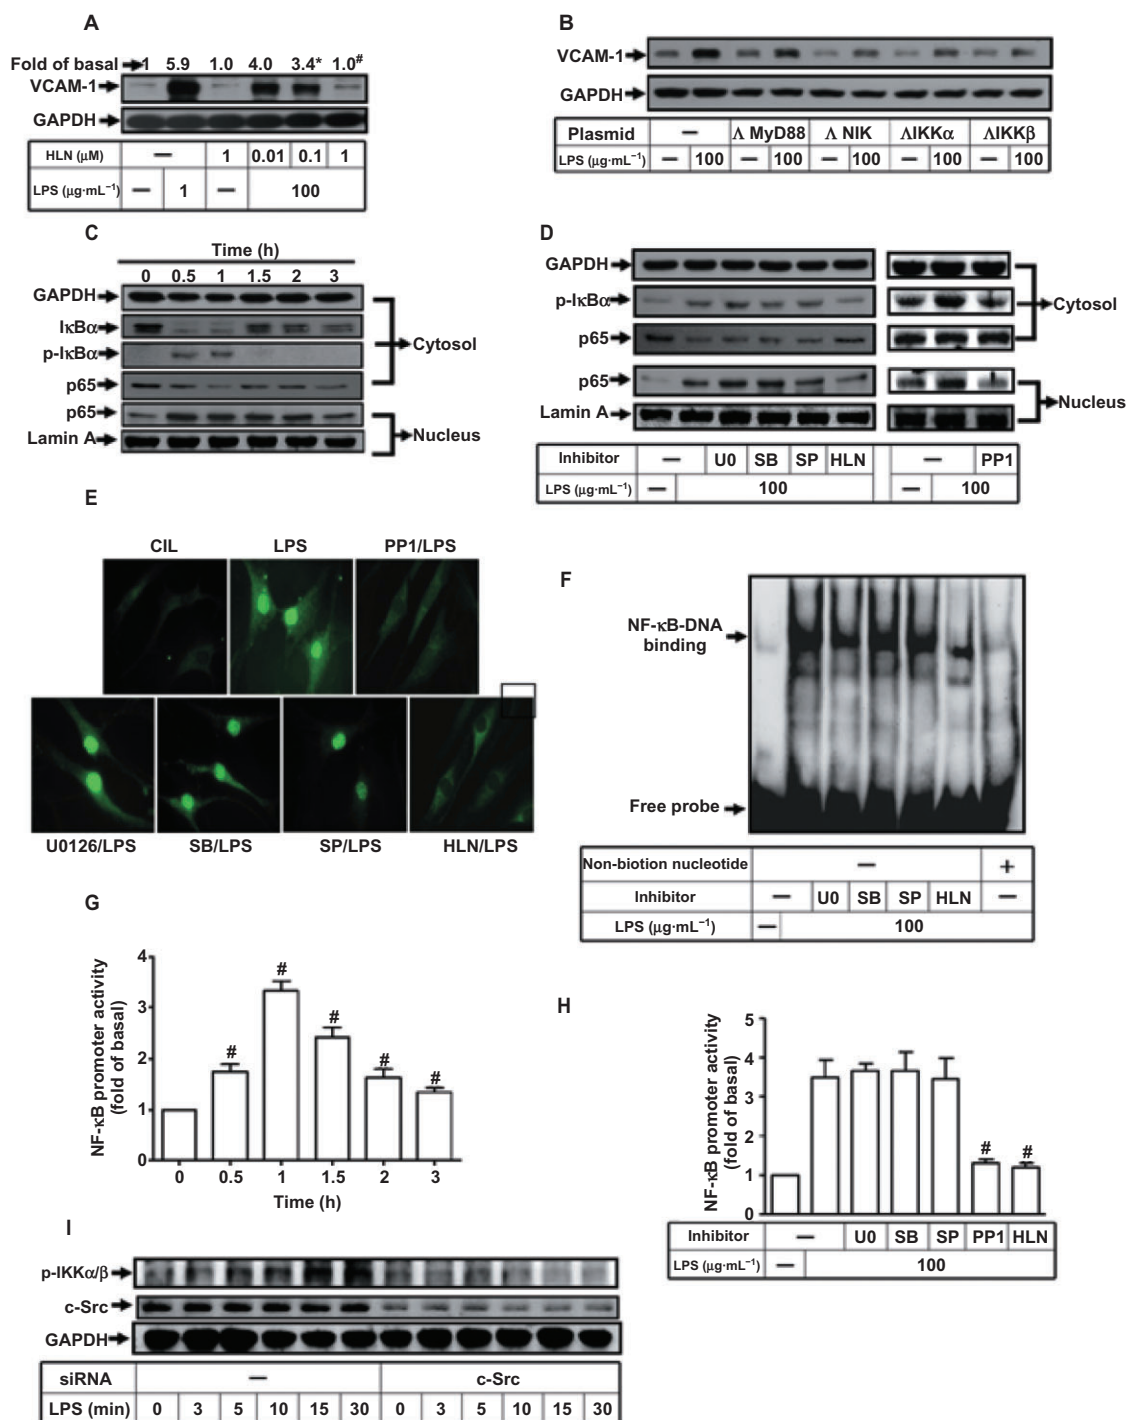 A
Fold of basal 1 5.9 1.0 4.0 3.4* 1.0#
VCAM-1
GAPDH
HLN (μM) – 1 0.01 0.1 1
LPS (μg·mL⁻¹) – 1 – 100
B
VCAM-1
GAPDH
Plasmid – Λ MyD88 Λ NIK ΛIKKα ΛIKKβ
LPS (μg·mL⁻¹) – 100 – 100 – 100 – 100 – 100
C
Time (h)
0 0.5 1 1.5 2 3
GAPDH
IκBα
p-IκBα
Cytosol
p65
p65
Nucleus
Lamin A
D
GAPDH
p-IκBα
Cytosol
p65
p65
Nucleus
Lamin A
Inhibitor – U0 SB SP HLN – PP1
LPS (μg·mL⁻¹) – 100 – 100
E
CIL LPS PP1/LPS
U0126/LPS SB/LPS SP/LPS HLN/LPS
F
NF-κB-DNA
binding
Free probe
Non-biotion nucleotide – +
Inhibitor – U0 SB SP HLN –
LPS (μg·mL⁻¹) – 100
G
NF-κB promoter activity
(fold of basal)
4
3
2
1
0
# # # # #
0 0.5 1 1.5 2 3
Time (h)
H
NF-κB promoter activity
(fold of basal)
5
4
3
2
1
0
# #
Inhibitor – U0 SB SP PP1 HLN
LPS (μg·mL⁻¹) – 100
I
p-IKKα/β
c-Src
GAPDH
siRNA – c-Src
LPS (min) 0 3 5 10 15 30 0 3 5 10 15 30